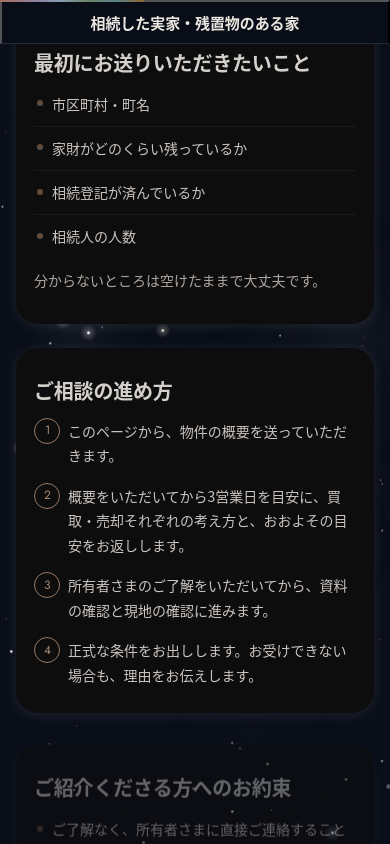 相続した実家・残置物のある家
最初にお送りいただきたいこと
市区町村・町名
家財がどのくらい残っているか
相続登記が済んでいるか
相続人の人数
分からないところは空けたままで大丈夫です。
ご相談の進め方
1 このページから、物件の概要を送っていただ
きます。
2 概要をいただいてから3営業日を目安に、買
取・売却それぞれの考え方と、おおよその目
安をお返しします。
3 所有者さまのご了解をいただいてから、資料
の確認と現地の確認に進みます。
4 正式な条件をお出しします。お受けできない
場合も、理由をお伝えします。
ご紹介くださる方へのお約束
ご了解なく、所有者さまに直接ご連絡すること